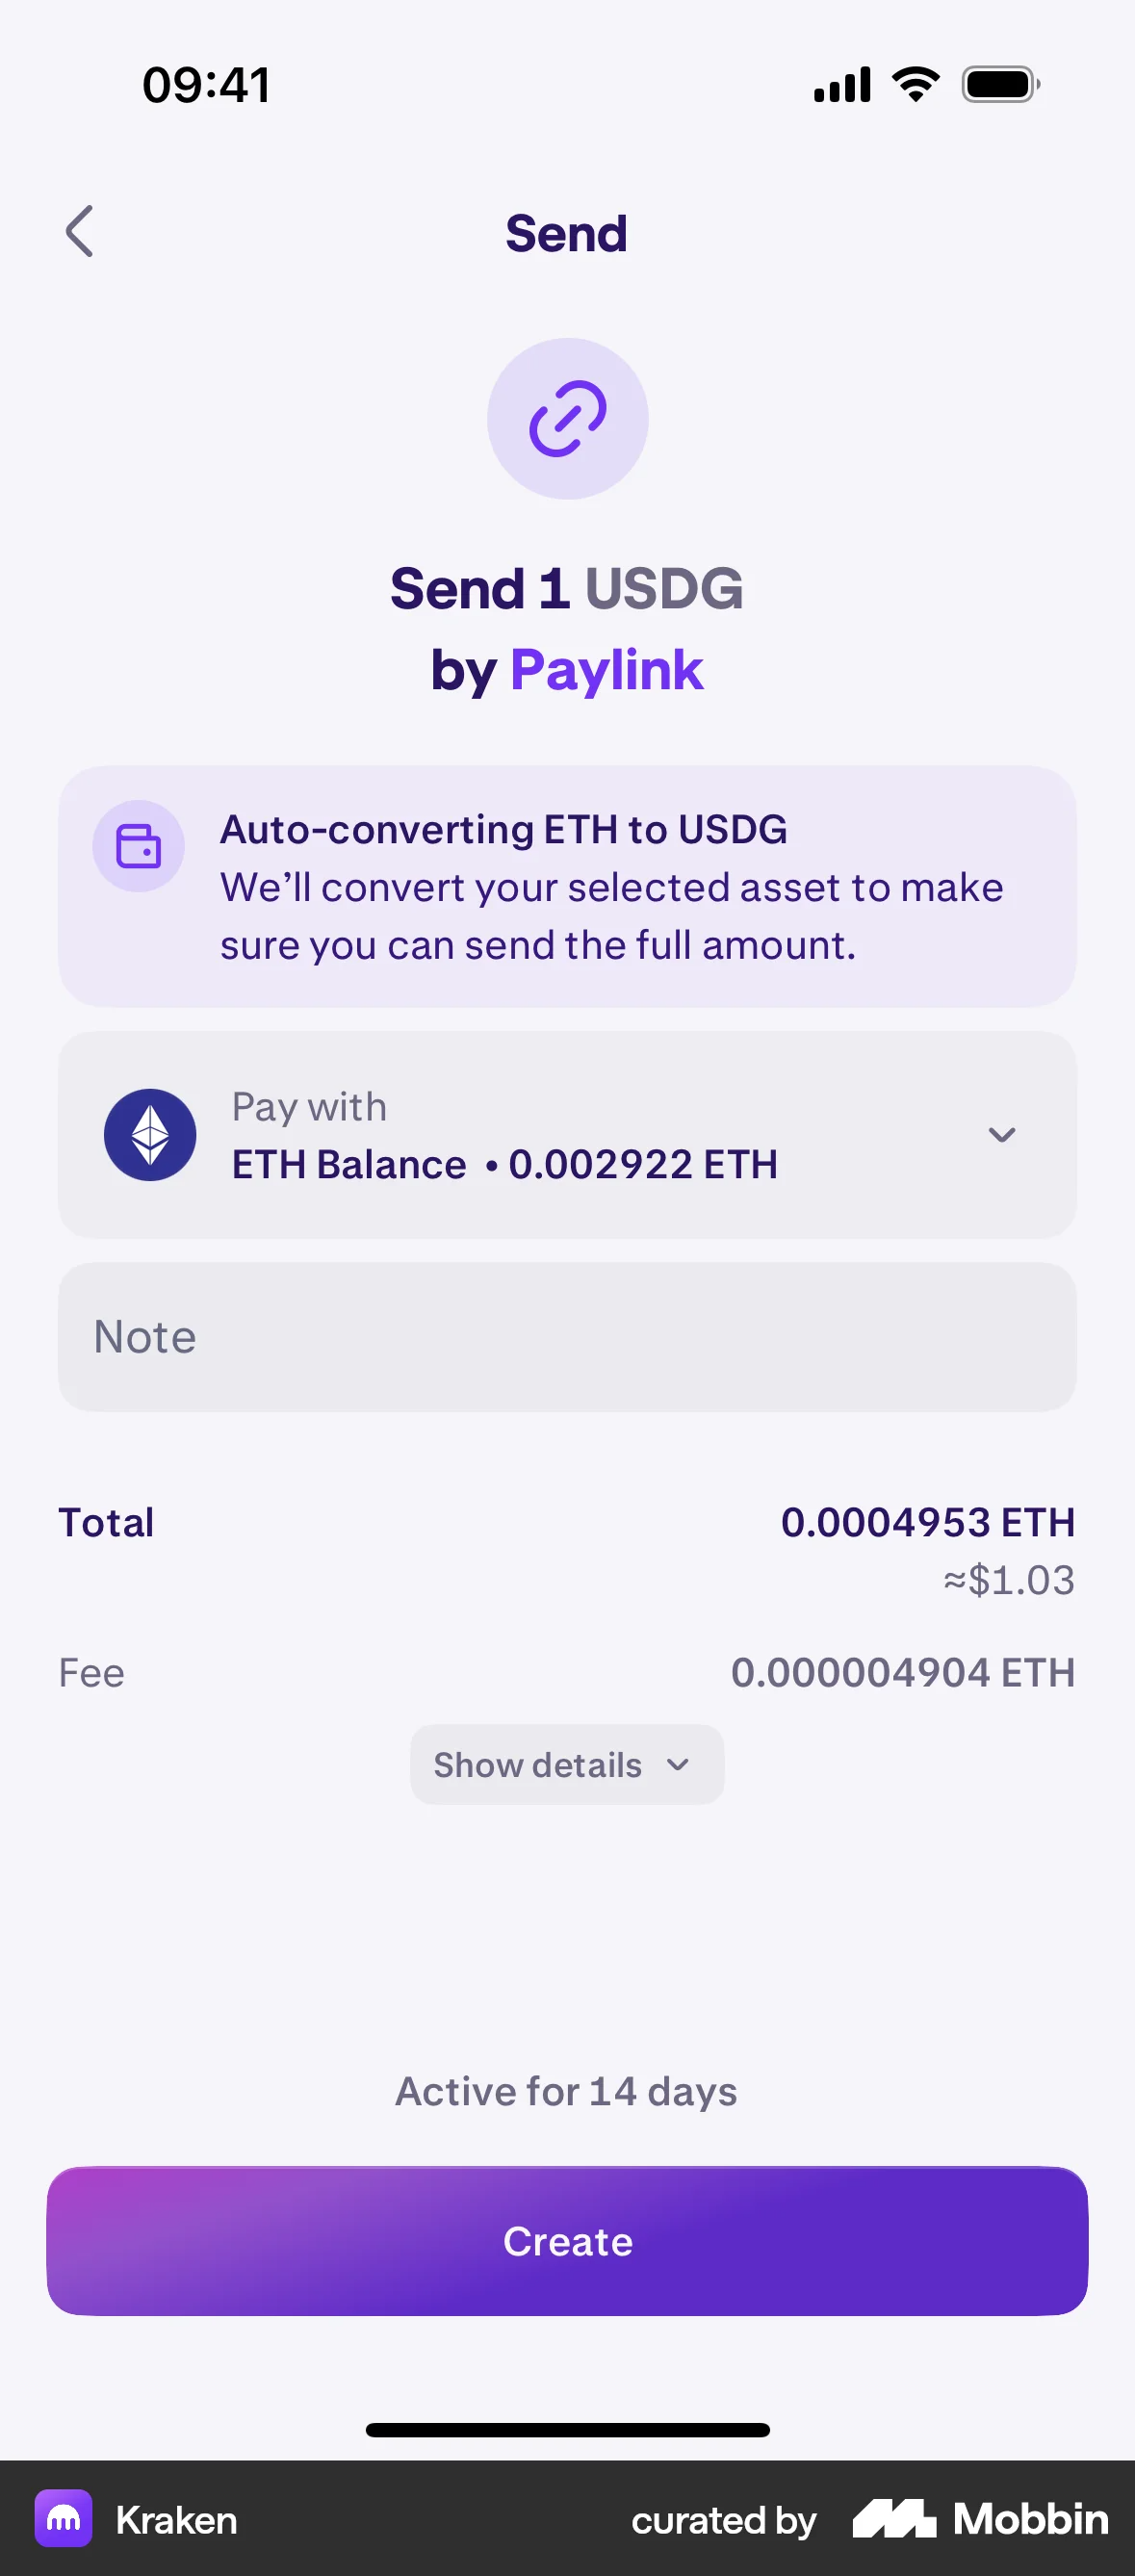 09:41
Send
Send 1 USDG
by Paylink
Auto-converting ETH to USDG
We’ll convert your selected asset to make
sure you can send the full amount.
Pay with
ETH Balance • 0.002922 ETH
Note
Total 0.0004953 ETH
≈$1.03
Fee 0.000004904 ETH
Show details
Active for 14 days
Create
Kraken curated by Mobbin